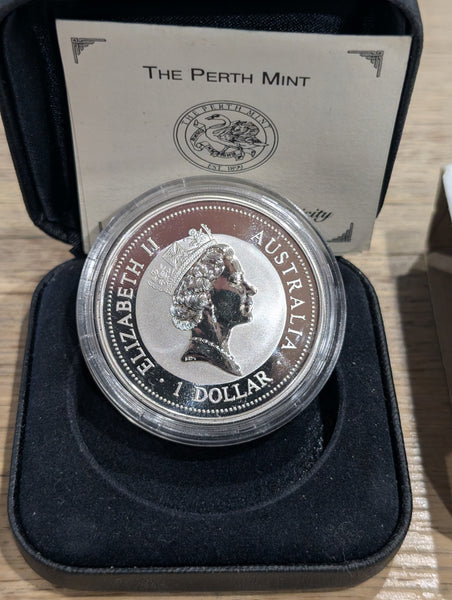 THE PERTH MINT
THE PERTH MINT
EST 1899
ELIZABETH II
AUSTRALIA
· 1 DOLLAR ·